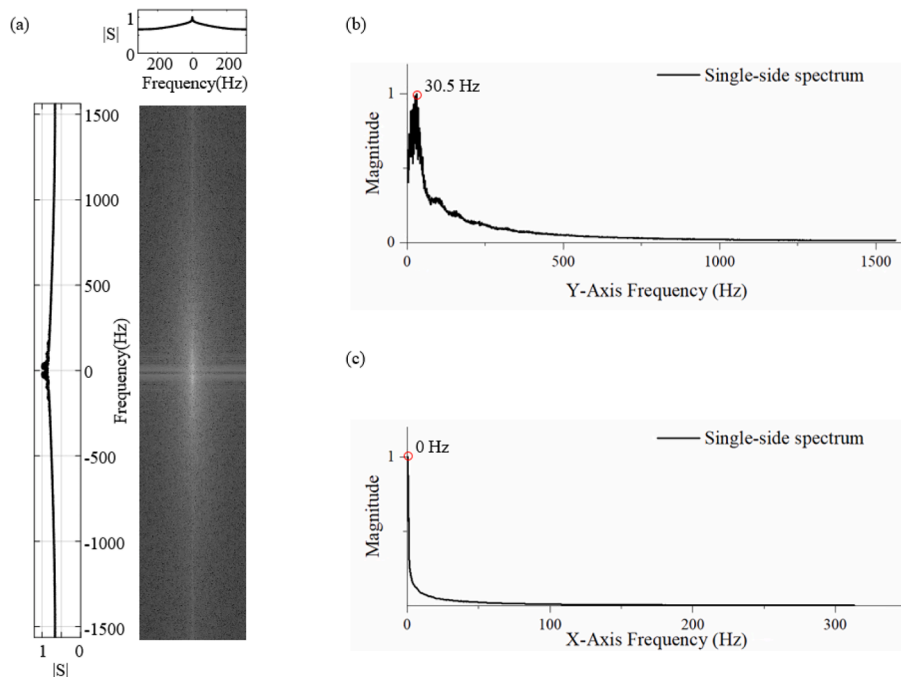 (a)
|S|
1
0
200 0 200
Frequency(Hz)
1500
1000
500
0
-500
-1000
-1500
Frequency(Hz)
1 0
|S|
(b)
30.5 Hz
Single-side spectrum
1
0
Magnitude
0 500 1000 1500
Y-Axis Frequency (Hz)
(c)
0 Hz
Single-side spectrum
1
Magnitude
0 100 200 300
X-Axis Frequency (Hz)